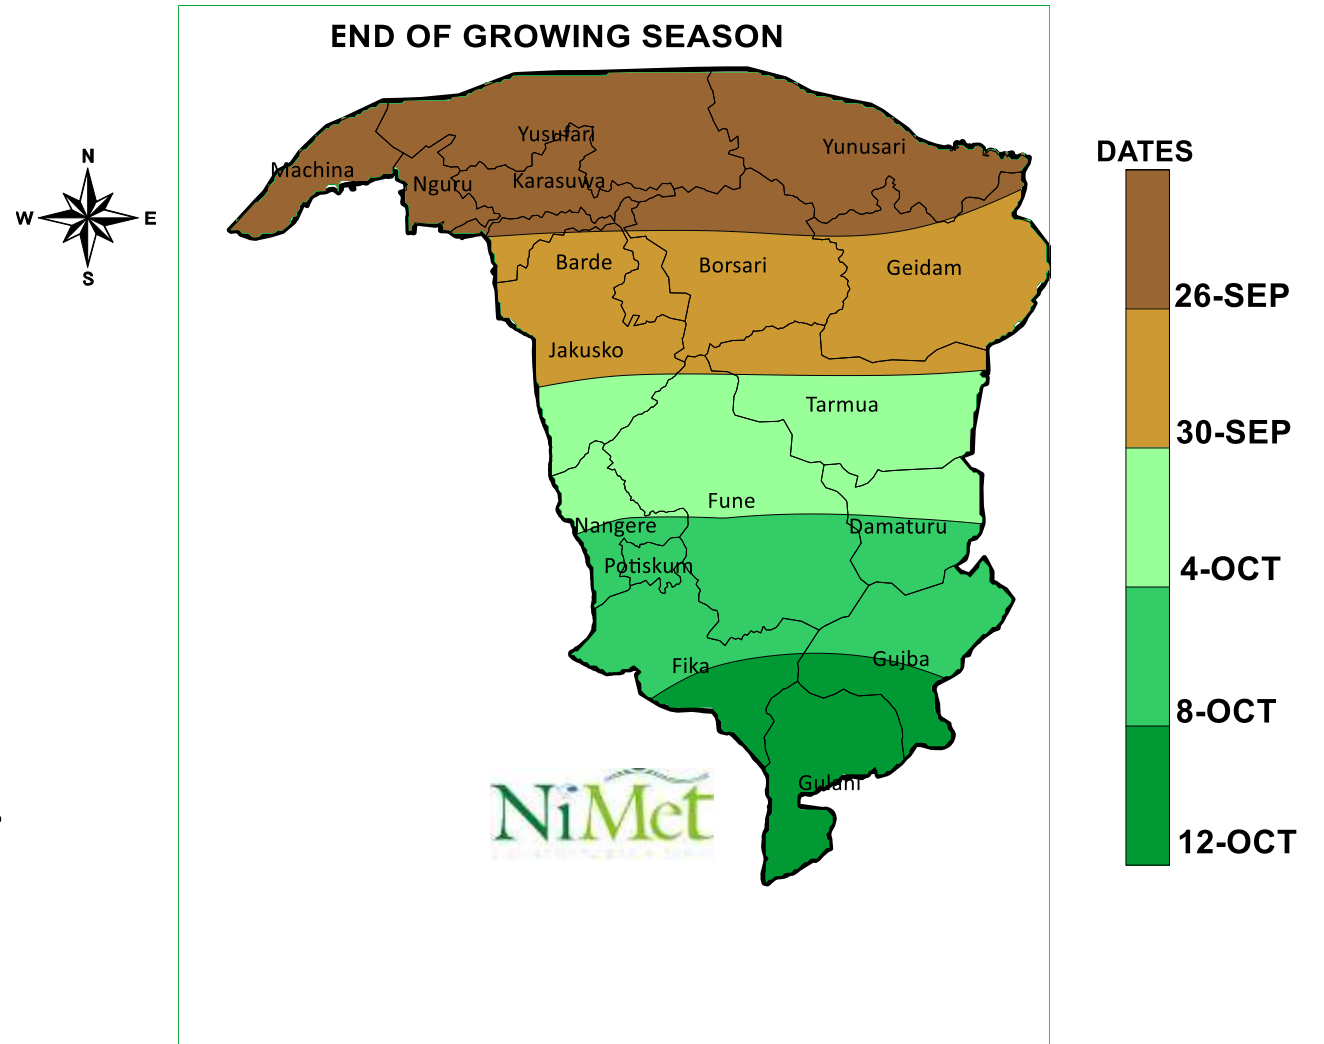 END OF GROWING SEASON
N
W
E
S
DATES
26-SEP
30-SEP
4-OCT
8-OCT
12-OCT
Yusufari
Yunusari
Machina
Nguru
Karasuwa
Barde
Borsari
Geidam
Jakusko
Tarmua
Fune
Nangere
Damaturu
Potiskum
Fika
Gujba
Gulani
NiMet